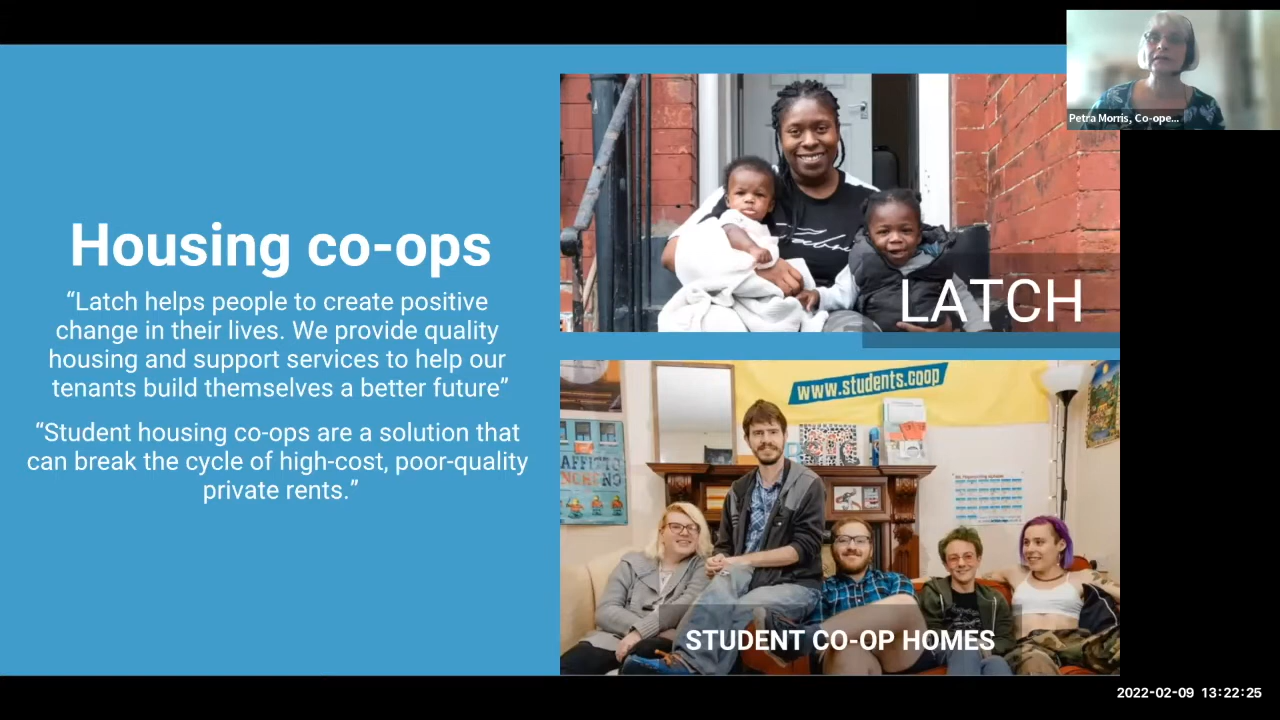 Petra Morris, Co-ope...
Housing co-ops
“Latch helps people to create positive
change in their lives. We provide quality
housing and support services to help our
tenants build themselves a better future”
“Student housing co-ops are a solution that
can break the cycle of high-cost, poor-quality
private rents.”
LATCH
www.students.coop
STUDENT CO-OP HOMES
2022-02-09 13:22:25